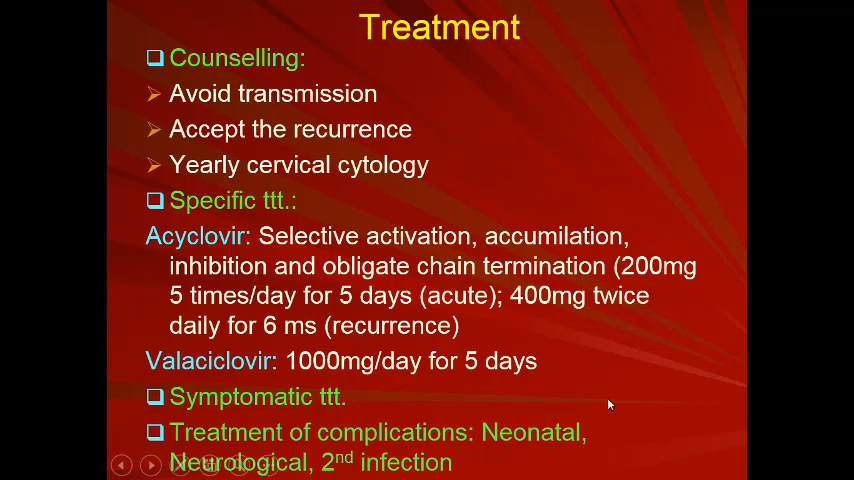 Treatment
Counselling:
Avoid transmission
Accept the recurrence
Yearly cervical cytology
Specific ttt.:
Acyclovir: Selective activation, accumilation,
inhibition and obligate chain termination (200mg
5 times/day for 5 days (acute); 400mg twice
daily for 6 ms (recurrence)
Valaciclovir: 1000mg/day for 5 days
Symptomatic ttt.
Treatment of complications: Neonatal,
Neurological, 2nd infection